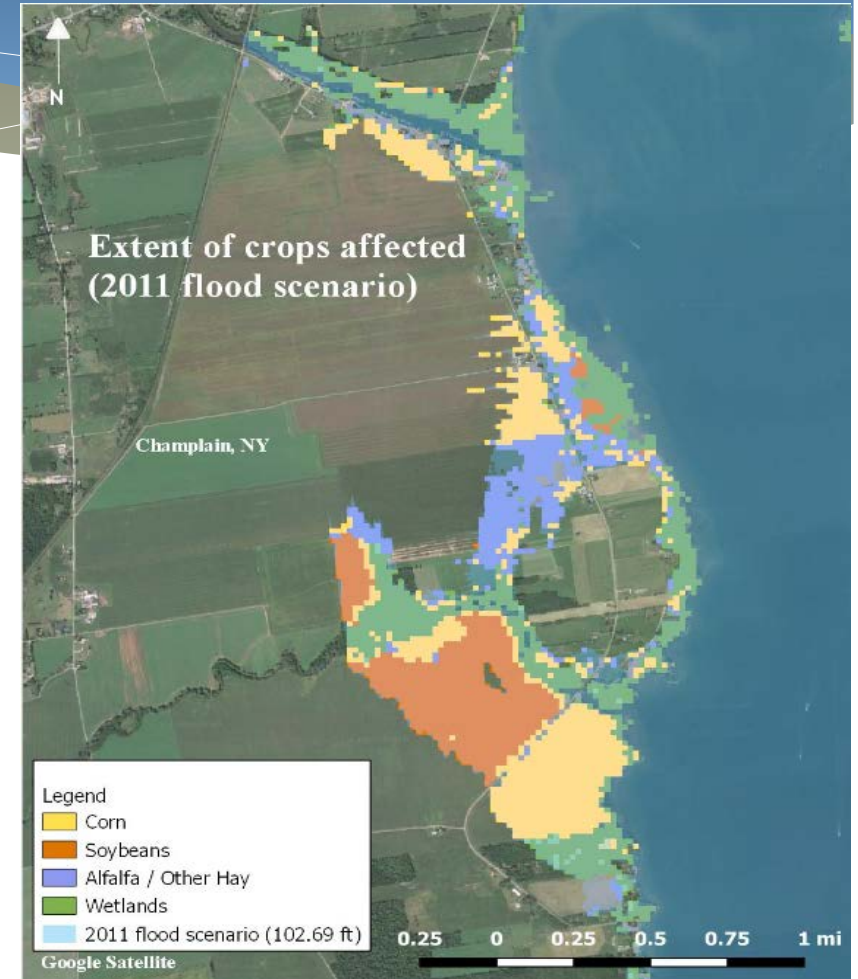 N
Extent of crops affected
(2011 flood scenario)
Champlain, NY
Legend
Corn
Soybeans
Alfalfa / Other Hay
Wetlands
2011 flood scenario (102.69 ft)
Google Satellite
0.25 0 0.25 0.5 0.75 1 mi